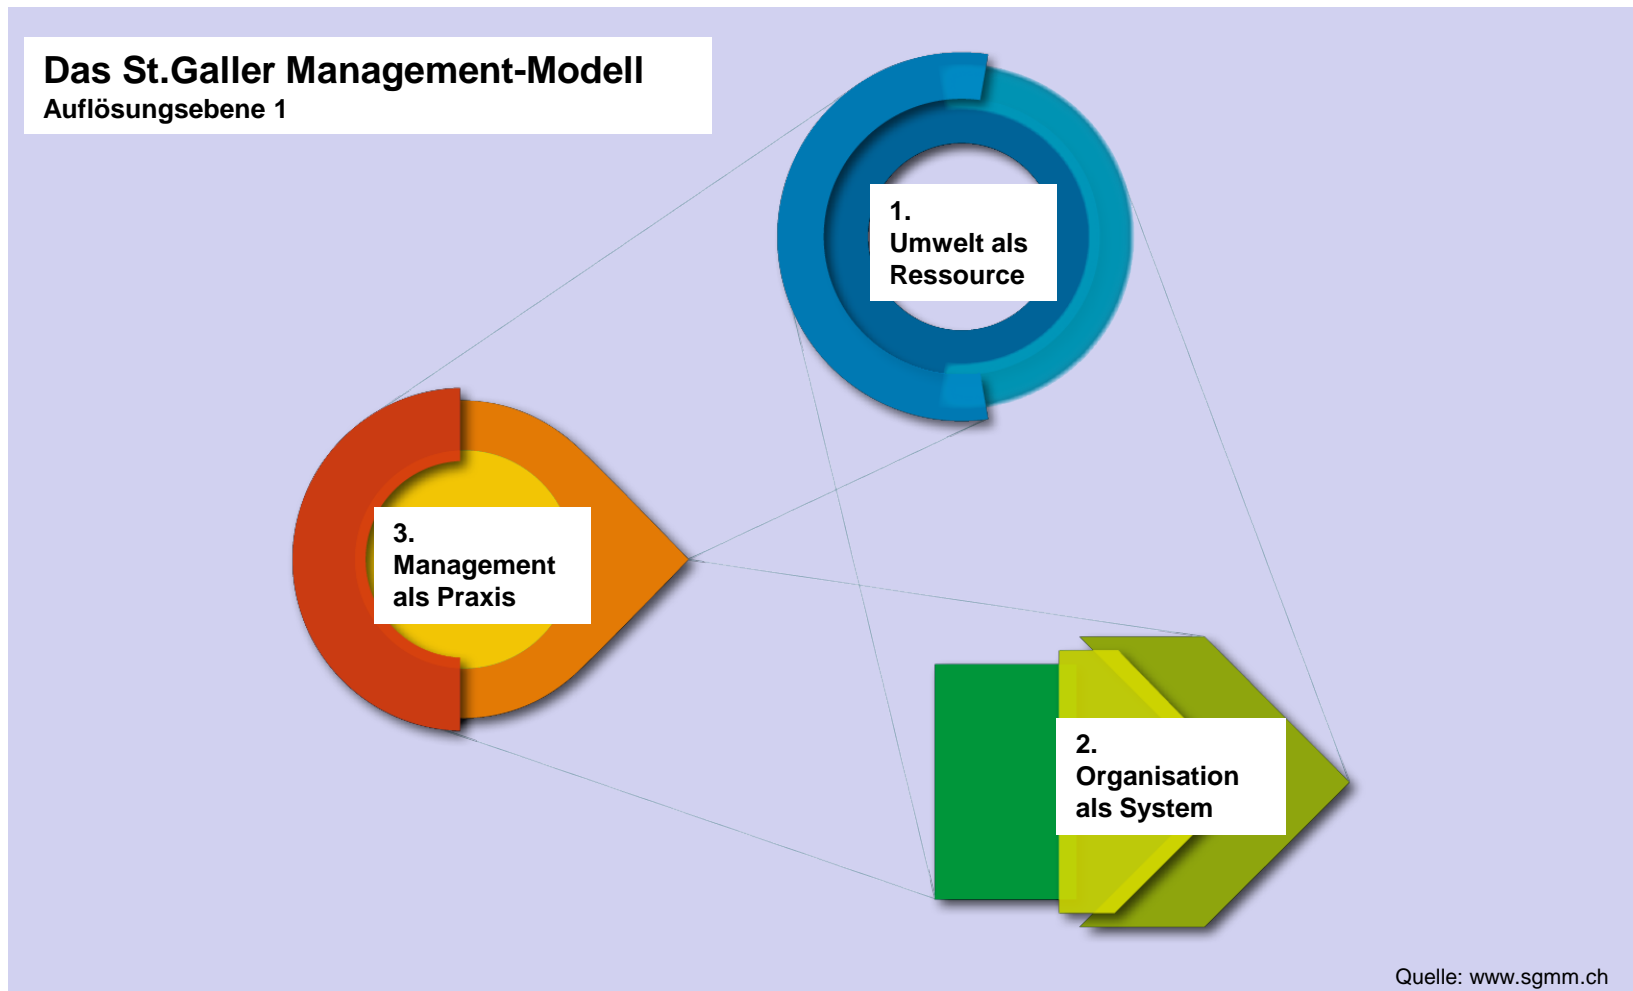 Das St.Galler Management-Modell
Auflösungsebene 1
1.
Umwelt als
Ressource
3.
Management
als Praxis
2.
Organisation
als System
Quelle: www.sgmm.ch